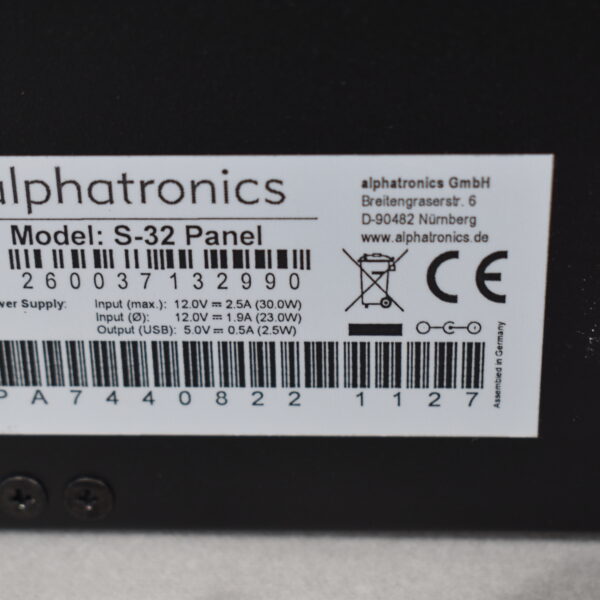 alphatronics
Model: S-32 Panel
260037132990
wer Supply: Input (max.): 12.0V ⎓ 2.5A (30.0W)
Input (Ø): 12.0V ⎓ 1.9A (23.0W)
Output (USB): 5.0V ⎓ 0.5A (2.5W)
PA74408221127
alphatronics GmbH
Breitengraserstr. 6
D-90482 Nürnberg
www.alphatronics.de
CE
Assembled in Germany